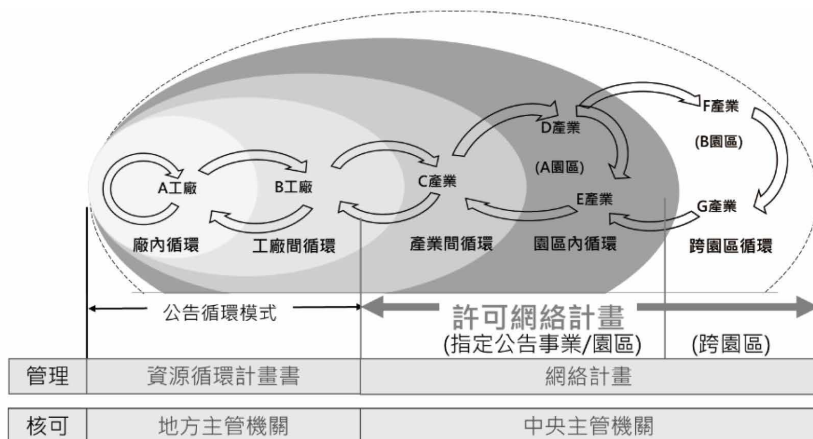 F產業
D產業
(B園區)
A工廠
B工廠
C產業
(A園區)
E產業
G產業
廠內循環
工廠間循環
產業間循環
園區內循環
跨園區循環
公告循環模式
許可網絡計畫
(指定公告事業/園區)
(跨園區)
管理
資源循環計畫書
網絡計畫
核可
地方主管機關
中央主管機關